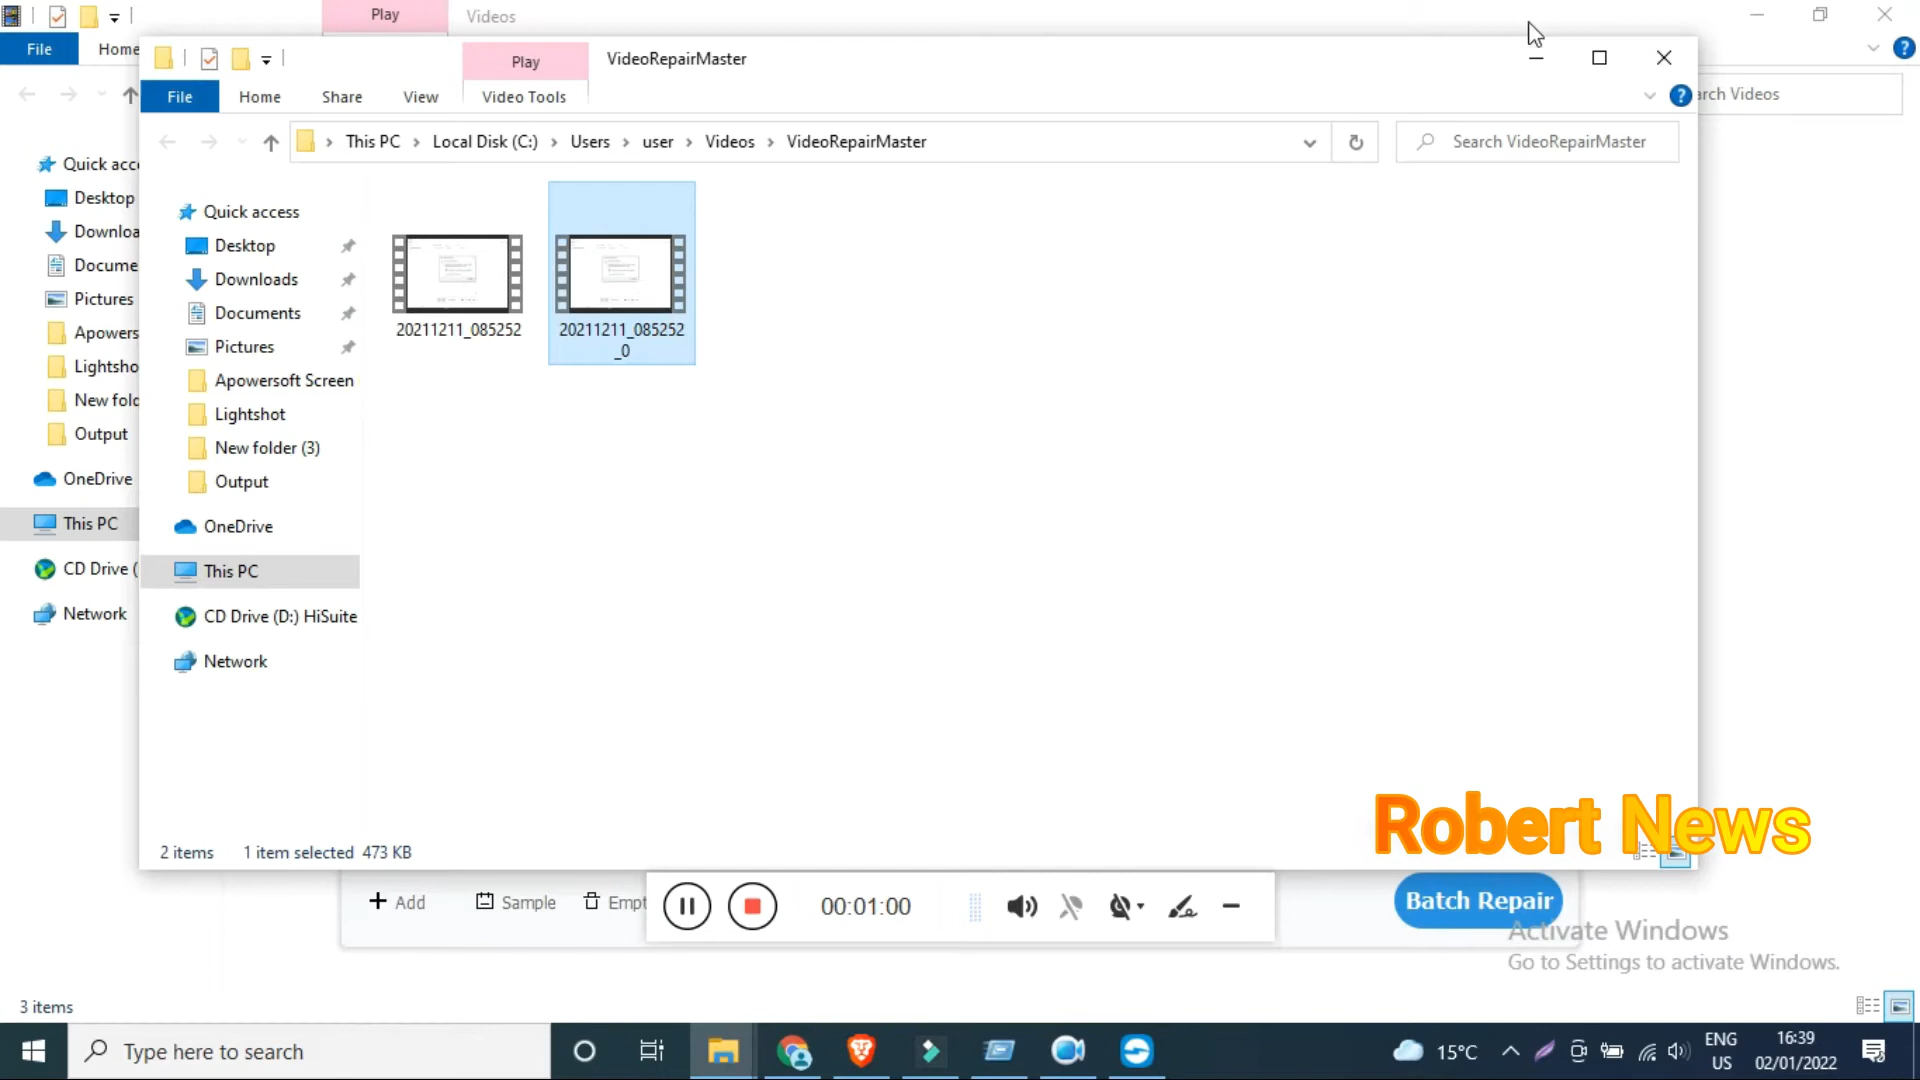 Play
Videos
File
Home
Play
VideoRepairMaster
File
Home
Share
View
Video Tools
This PC > Local Disk (C:) > Users > user > Videos > VideoRepairMaster
Search VideoRepairMaster
arch Videos
Quick acce
Desktop
Downloa
Docume
Pictures
Apowers
Lightsho
New fold
Output
OneDrive
This PC
CD Drive (
Network
Quick access
Desktop
Downloads
Documents
Pictures
Apowersoft Screen
Lightshot
New folder (3)
Output
OneDrive
This PC
CD Drive (D:) HiSuite
Network
20211211_085252
20211211_085252
_0
Robert News
2 items
1 item selected 473 KB
Add
Sample
Empt
00:01:00
Batch Repair
Activate Windows
Go to Settings to activate Windows.
3 items
Type here to search
15°C
ENG
US
16:39
02/01/2022